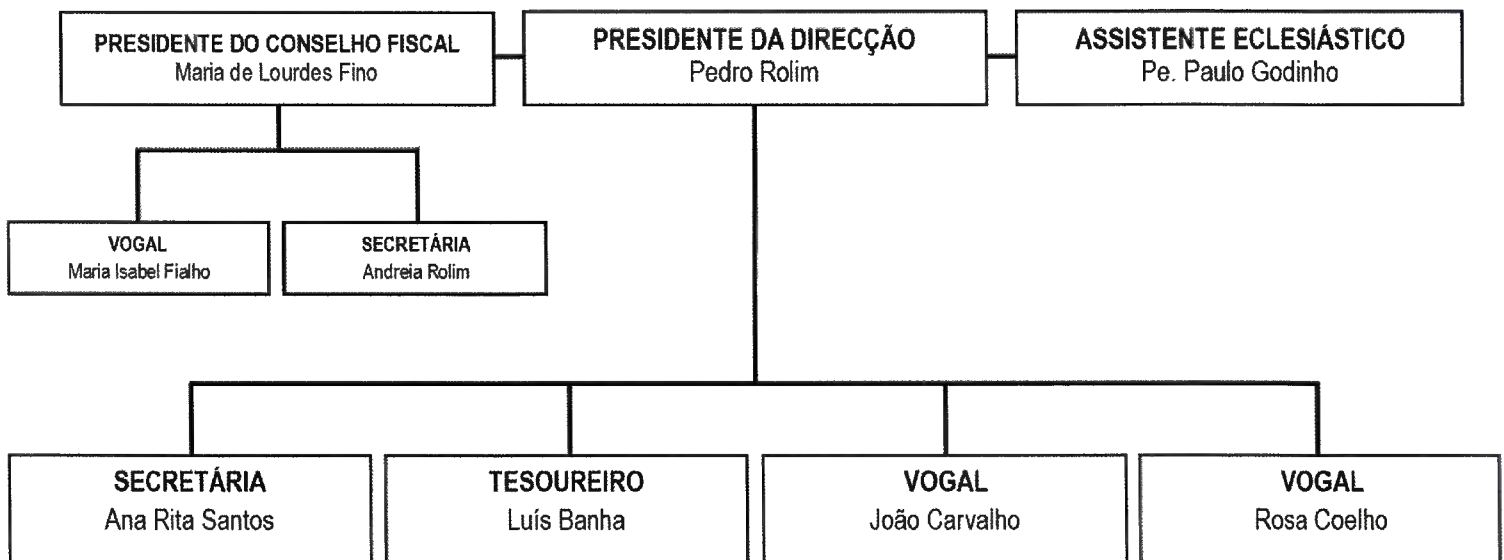 PRESIDENTE DO CONSELHO FISCAL
Maria de Lourdes Fino
PRESIDENTE DA DIRECÇÃO
Pedro Rolim
ASSISTENTE ECLESIÁSTICO
Pe. Paulo Godinho
VOGAL
Maria Isabel Fialho
SECRETÁRIA
Andreia Rolim
SECRETÁRIA
Ana Rita Santos
TESOUREIRO
Luís Banha
VOGAL
João Carvalho
VOGAL
Rosa Coelho